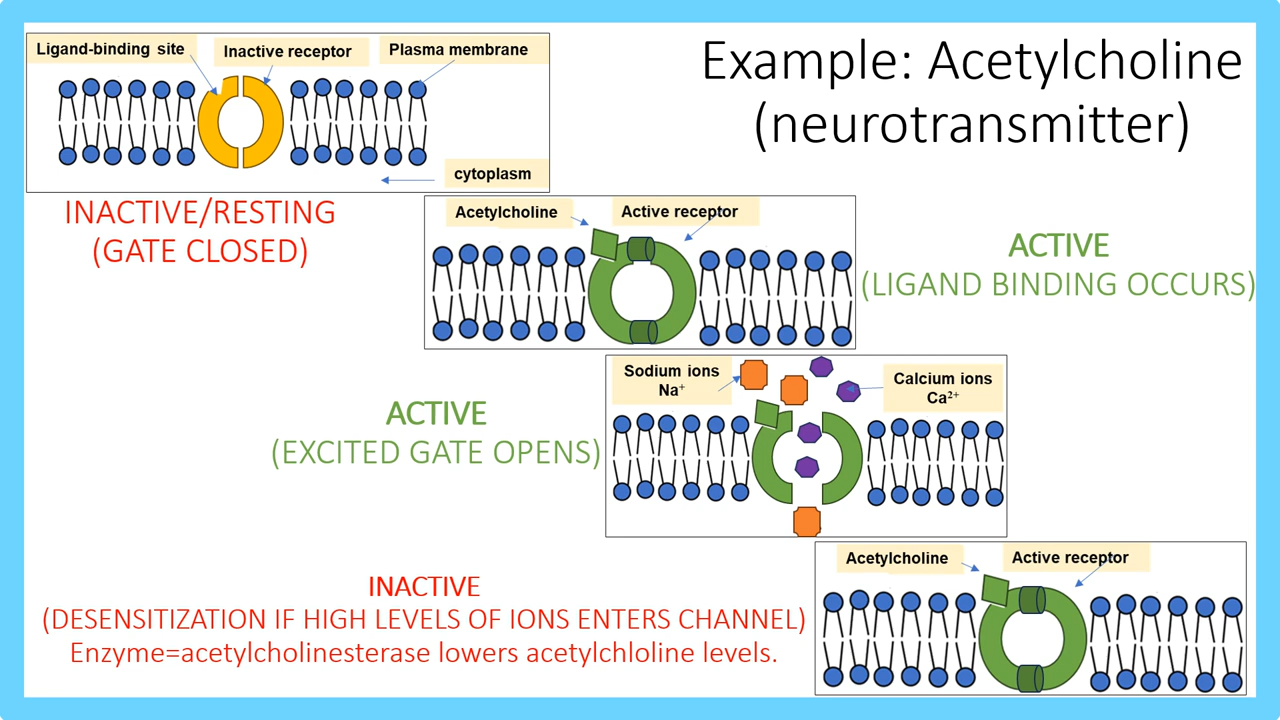 Example: Acetylcholine
(neurotransmitter)
Ligand-binding site
Inactive receptor
Plasma membrane
cytoplasm
INACTIVE/RESTING
(GATE CLOSED)
Acetylcholine
Active receptor
ACTIVE
(LIGAND BINDING OCCURS)
Sodium ions
Na⁺
Calcium ions
Ca²⁺
ACTIVE
(EXCITED GATE OPENS)
Acetylcholine
Active receptor
INACTIVE
(DESENSITIZATION IF HIGH LEVELS OF IONS ENTERS CHANNEL)
Enzyme=acetylcholinesterase lowers acetylchloline levels.